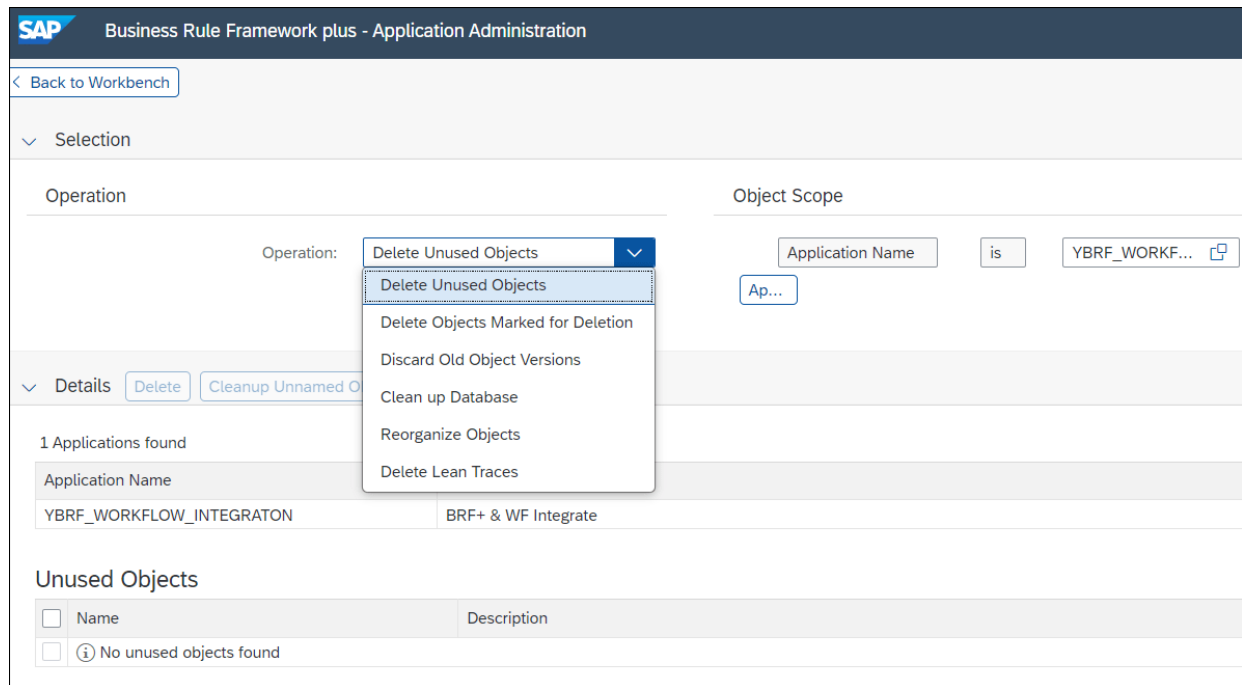 SAP Business Rule Framework plus - Application Administration
< Back to Workbench
Selection
Operation
Object Scope
Operation: Delete Unused Objects
Application Name is YBRF_WORKF...
Delete Unused Objects
Ap...
Delete Objects Marked for Deletion
Discard Old Object Versions
Details Delete Cleanup Unnamed O
Clean up Database
Reorganize Objects
1 Applications found
Delete Lean Traces
Application Name
YBRF_WORKFLOW_INTEGRATON BRF+ & WF Integrate
Unused Objects
Name Description
No unused objects found